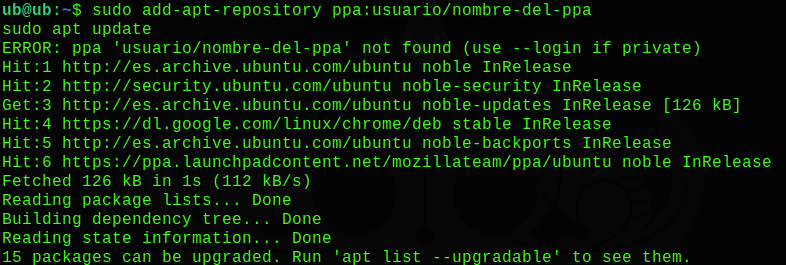 ub@ub:~$ sudo add-apt-repository ppa:usuario/nombre-del-ppa
sudo apt update
ERROR: ppa 'usuario/nombre-del-ppa' not found (use --login if private)
Hit:1 http://es.archive.ubuntu.com/ubuntu noble InRelease
Hit:2 http://security.ubuntu.com/ubuntu noble-security InRelease
Get:3 http://es.archive.ubuntu.com/ubuntu noble-updates InRelease [126 kB]
Hit:4 https://dl.google.com/linux/chrome/deb stable InRelease
Hit:5 http://es.archive.ubuntu.com/ubuntu noble-backports InRelease
Hit:6 https://ppa.launchpadcontent.net/mozillateam/ppa/ubuntu noble InRelease
Fetched 126 kB in 1s (112 kB/s)
Reading package lists... Done
Building dependency tree... Done
Reading state information... Done
15 packages can be upgraded. Run 'apt list --upgradable' to see them.